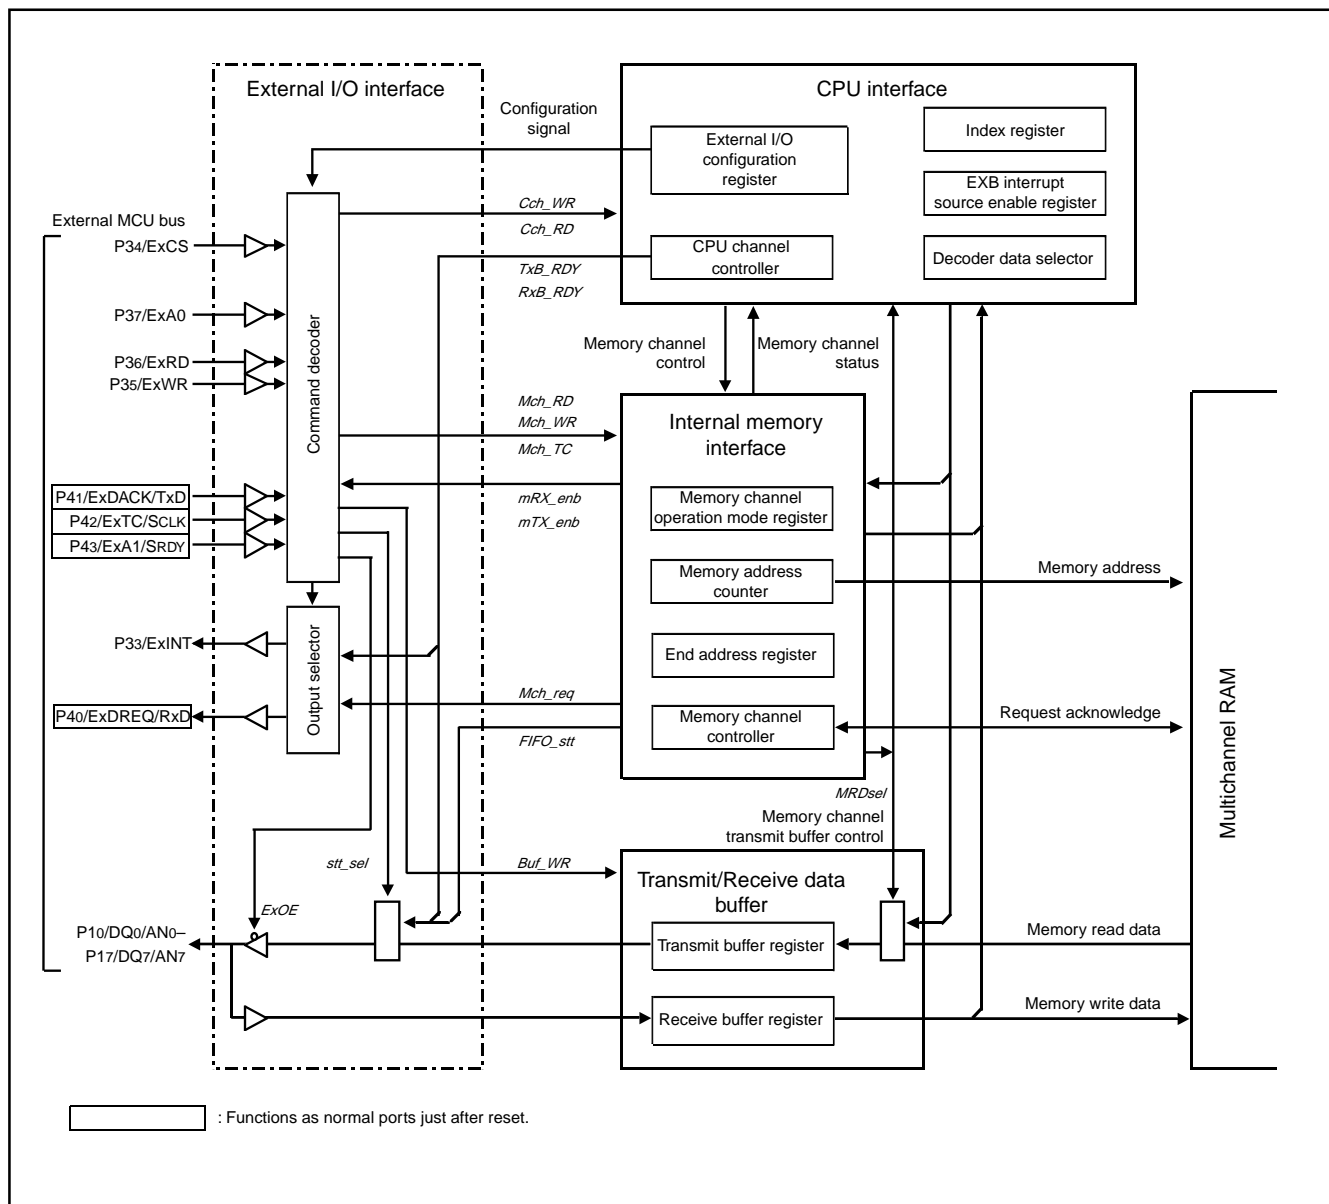 External I/O interface
CPU interface
Configuration
signal
External I/O
configuration
register
Index register
EXB interrupt
source enable register
Decoder data selector
CPU channel
controller
Cch_WR
Cch_RD
TxB_RDY
RxB_RDY
External MCU bus
P34/ExCS
P37/ExA0
P36/ExRD
P35/ExWR
P41/ExDACK/TxD
P42/ExTC/SCLK
P43/ExA1/SRDY
P33/ExINT
P40/ExDREQ/RxD
P10/DQ0/AN0–
P17/DQ7/AN7
Command decoder
Output selector
Memory channel
control
Memory channel
status
Mch_RD
Mch_WR
Mch_TC
mRX_enb
mTX_enb
Internal memory
interface
Memory channel
operation mode register
Memory address
counter
End address register
Memory channel
controller
Mch_req
FIFO_stt
Memory address
Request acknowledge
Multichannel RAM
MRDsel
Memory channel
transmit buffer control
stt_sel
Buf_WR
ExOE
Transmit/Receive data
buffer
Transmit buffer register
Receive buffer register
Memory read data
Memory write data
: Functions as normal ports just after reset.